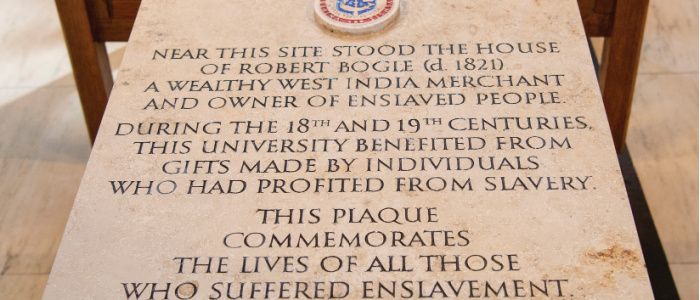 NEAR THIS SITE STOOD THE HOUSE
OF ROBERT BOGLE (d. 1821)
A WEALTHY WEST INDIA MERCHANT
AND OWNER OF ENSLAVED PEOPLE.
DURING THE 18TH AND 19TH CENTURIES,
THIS UNIVERSITY BENEFITED FROM
GIFTS MADE BY INDIVIDUALS
WHO HAD PROFITED FROM SLAVERY.
THIS PLAQUE
COMMEMORATES
THE LIVES OF ALL THOSE
WHO SUFFERED ENSLAVEMENT.